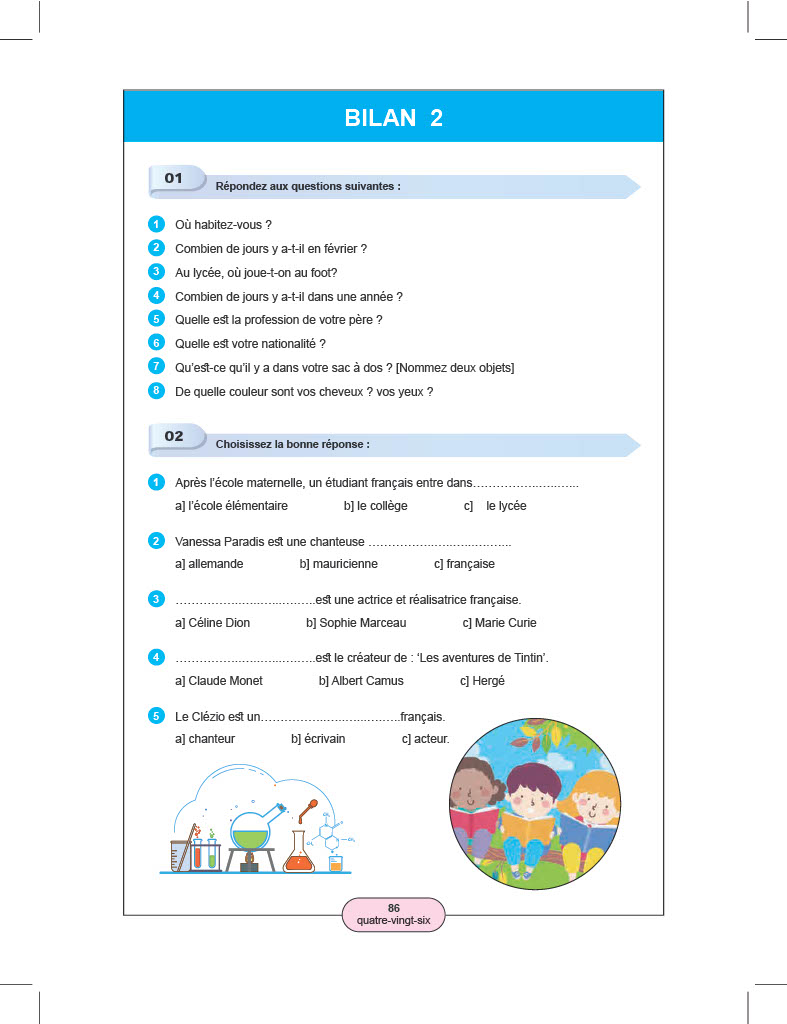 BILAN 2
01
Répondez aux questions suivantes :
1 Où habitez-vous ?
2 Combien de jours y a-t-il en février ?
3 Au lycée, où joue-t-on au foot?
4 Combien de jours y a-t-il dans une année ?
5 Quelle est la profession de votre père ?
6 Quelle est votre nationalité ?
7 Qu’est-ce qu’il y a dans votre sac à dos ? [Nommez deux objets]
8 De quelle couleur sont vos cheveux ? vos yeux ?
02
Choisissez la bonne réponse :
1 Après l’école maternelle, un étudiant français entre dans………………………...
a] l’école élémentaire b] le collège c] le lycée
2 Vanessa Paradis est une chanteuse ………………………………..
a] allemande b] mauricienne c] française
3 ………………………………..est une actrice et réalisatrice française.
a] Céline Dion b] Sophie Marceau c] Marie Curie
4 ………………………………..est le créateur de : ‘Les aventures de Tintin’.
a] Claude Monet b] Albert Camus c] Hergé
5 Le Clézio est un………………………………..français.
a] chanteur b] écrivain c] acteur.
86
quatre-vingt-six